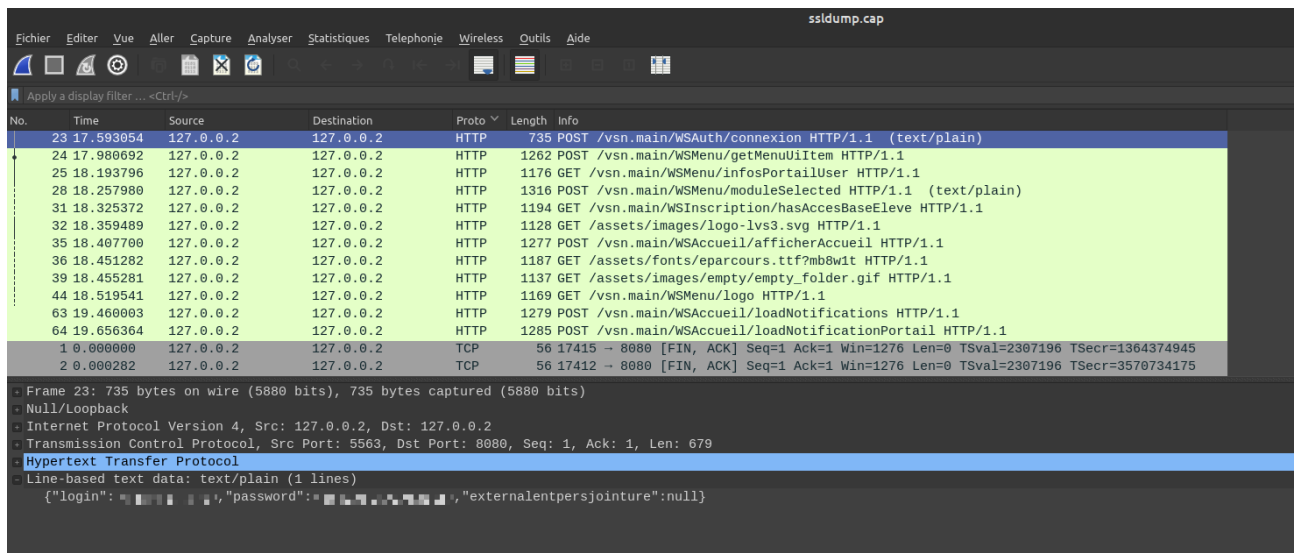 ssldump.cap
Fichier Editer Vue Aller Capture Analyser Statistiques Telephonie Wireless Outils Aide
Apply a display filter … <Ctrl-/>
No. Time Source Destination Proto Length Info
23 17.593054 127.0.0.2 127.0.0.2 HTTP 735 POST /vsn.main/WSAuth/connexion HTTP/1.1 (text/plain)
24 17.980692 127.0.0.2 127.0.0.2 HTTP 1262 POST /vsn.main/WSMenu/getMenuUiItem HTTP/1.1
25 18.193796 127.0.0.2 127.0.0.2 HTTP 1176 GET /vsn.main/WSMenu/infosPortailUser HTTP/1.1
28 18.257980 127.0.0.2 127.0.0.2 HTTP 1316 POST /vsn.main/WSMenu/moduleSelected HTTP/1.1 (text/plain)
31 18.325372 127.0.0.2 127.0.0.2 HTTP 1194 GET /vsn.main/WSInscription/hasAccesBaseEleve HTTP/1.1
32 18.359489 127.0.0.2 127.0.0.2 HTTP 1128 GET /assets/images/logo-lvs3.svg HTTP/1.1
35 18.407700 127.0.0.2 127.0.0.2 HTTP 1277 POST /vsn.main/WSAccueil/afficherAccueil HTTP/1.1
36 18.451282 127.0.0.2 127.0.0.2 HTTP 1187 GET /assets/fonts/eparcours.ttf?mb8w1t HTTP/1.1
39 18.455281 127.0.0.2 127.0.0.2 HTTP 1137 GET /assets/images/empty/empty_folder.gif HTTP/1.1
44 18.519541 127.0.0.2 127.0.0.2 HTTP 1169 GET /vsn.main/WSMenu/logo HTTP/1.1
63 19.460003 127.0.0.2 127.0.0.2 HTTP 1279 POST /vsn.main/WSAccueil/loadNotifications HTTP/1.1
64 19.656364 127.0.0.2 127.0.0.2 HTTP 1285 POST /vsn.main/WSAccueil/loadNotificationPortail HTTP/1.1
1 0.000000 127.0.0.2 127.0.0.2 TCP 56 17415 → 8080 [FIN, ACK] Seq=1 Ack=1 Win=1276 Len=0 TSval=2307196 TSecr=1364374945
2 0.000282 127.0.0.2 127.0.0.2 TCP 56 17412 → 8080 [FIN, ACK] Seq=1 Ack=1 Win=1276 Len=0 TSval=2307196 TSecr=3570734175
Frame 23: 735 bytes on wire (5880 bits), 735 bytes captured (5880 bits)
Null/Loopback
Internet Protocol Version 4, Src: 127.0.0.2, Dst: 127.0.0.2
Transmission Control Protocol, Src Port: 5563, Dst Port: 8080, Seq: 1, Ack: 1, Len: 679
Hypertext Transfer Protocol
Line-based text data: text/plain (1 lines)
{"login": ,"password": ,"externalentpersjointure":null}